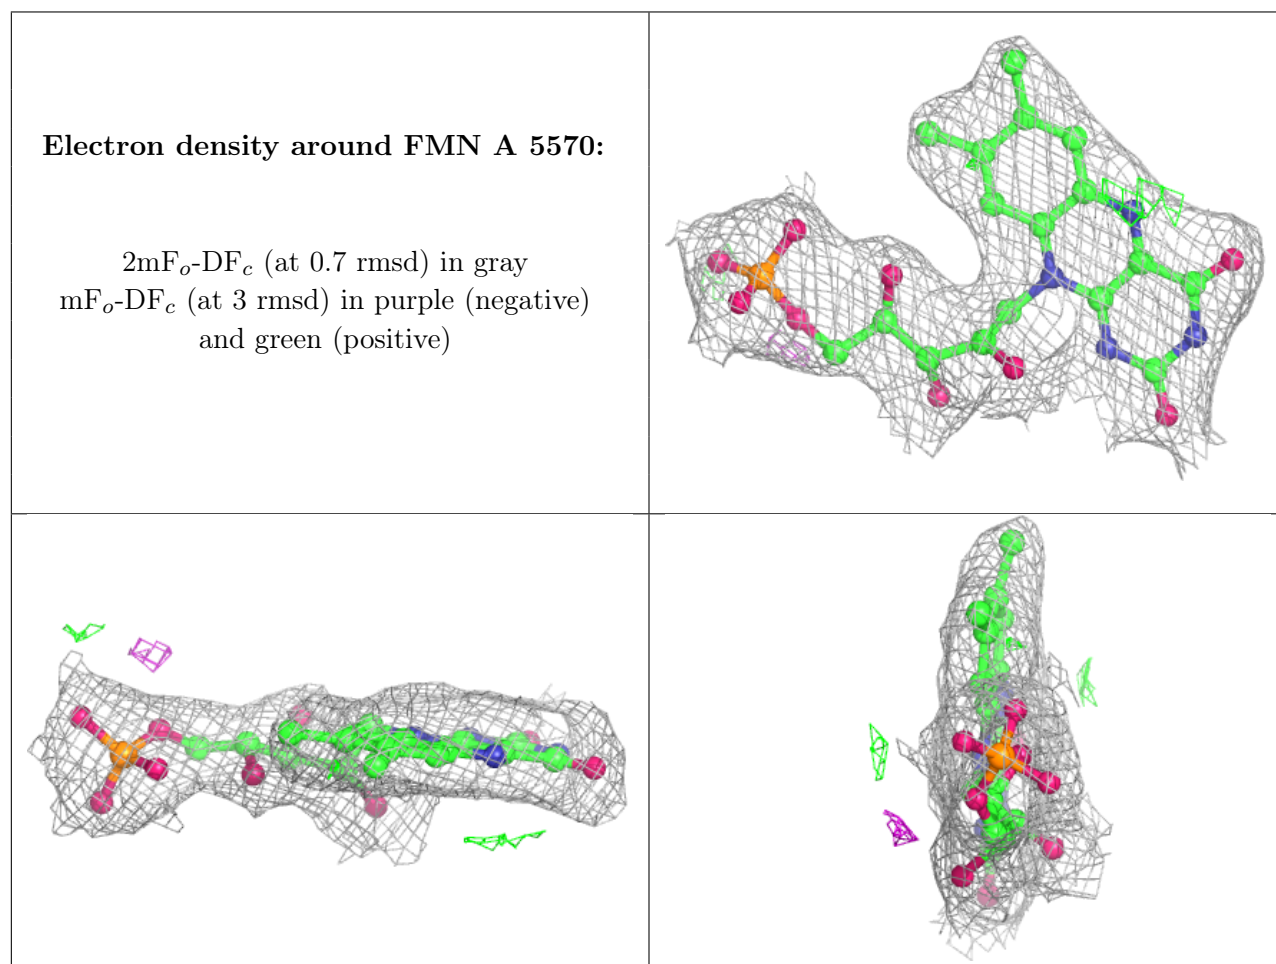 Electron density around FMN A 5570:
2mFo-DFc (at 0.7 rmsd) in gray
mFo-DFc (at 3 rmsd) in purple (negative)
and green (positive)